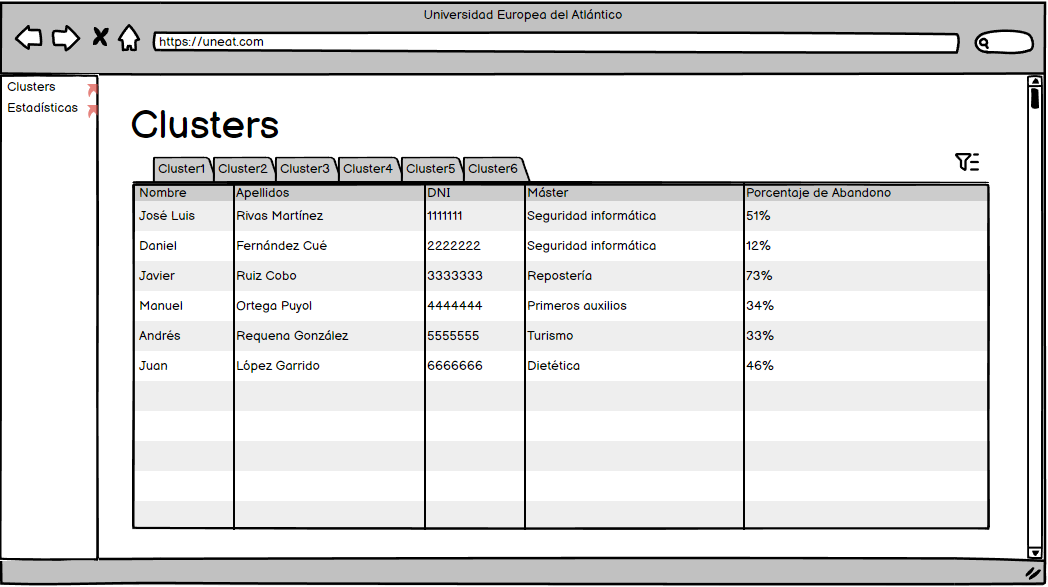 Universidad Europea del Atlántico
https://uneat.com
Clusters
Estadísticas
Clusters
Cluster1 Cluster2 Cluster3 Cluster4 Cluster5 Cluster6
Nombre Apellidos DNI Máster Porcentaje de Abandono
José Luis Rivas Martínez 1111111 Seguridad informática 51%
Daniel Fernández Cué 2222222 Seguridad informática 12%
Javier Ruiz Cobo 3333333 Repostería 73%
Manuel Ortega Puyol 4444444 Primeros auxilios 34%
Andrés Requena González 5555555 Turismo 33%
Juan López Garrido 6666666 Dietética 46%